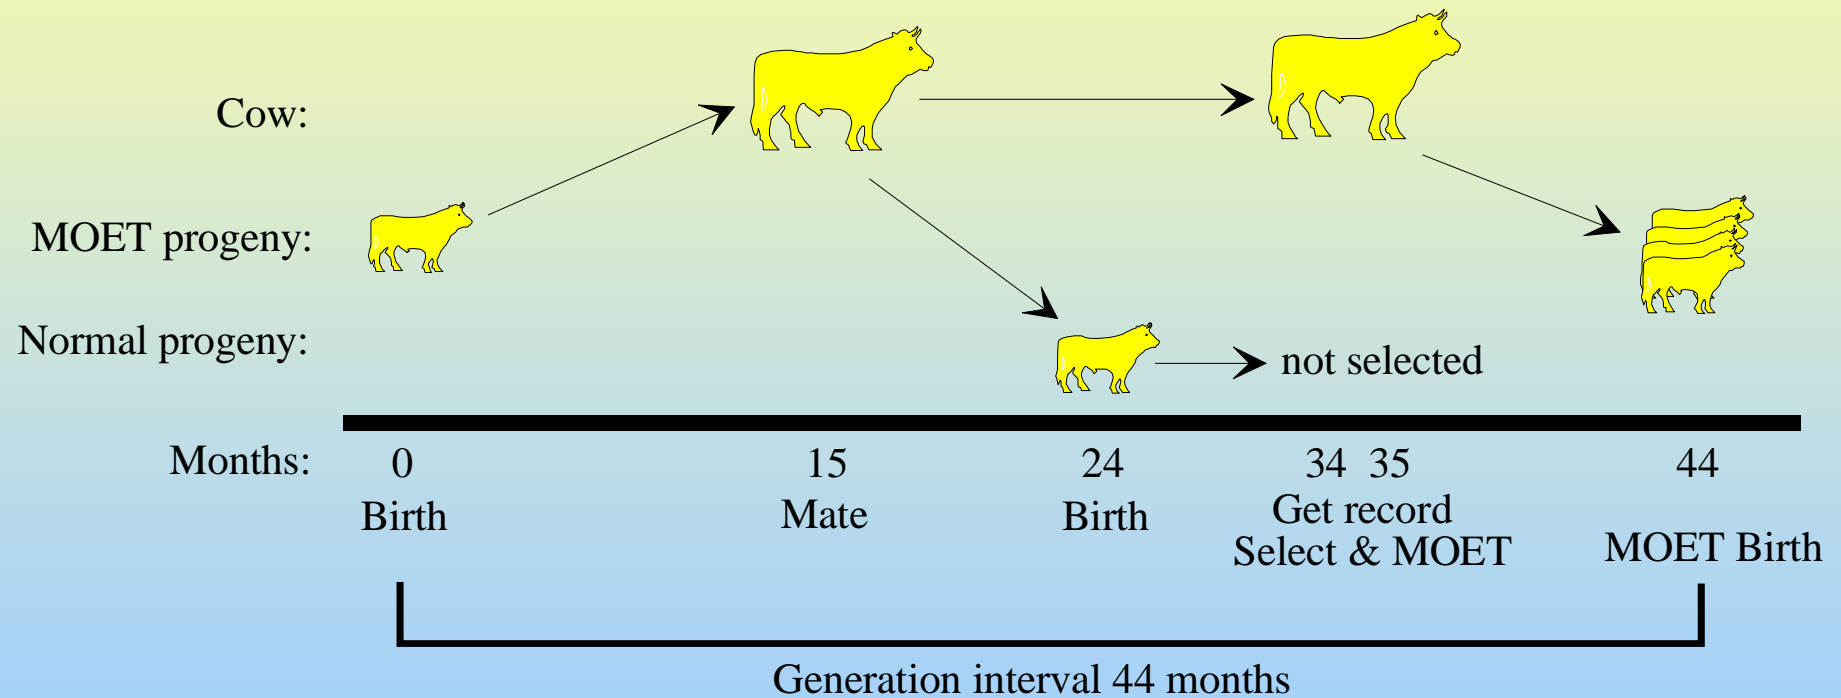 Cow:
MOET progeny:
Normal progeny:
not selected
Months: 0 15 24 34 35 44
Birth Mate Birth Get record
Select & MOET MOET Birth
Generation interval 44 months